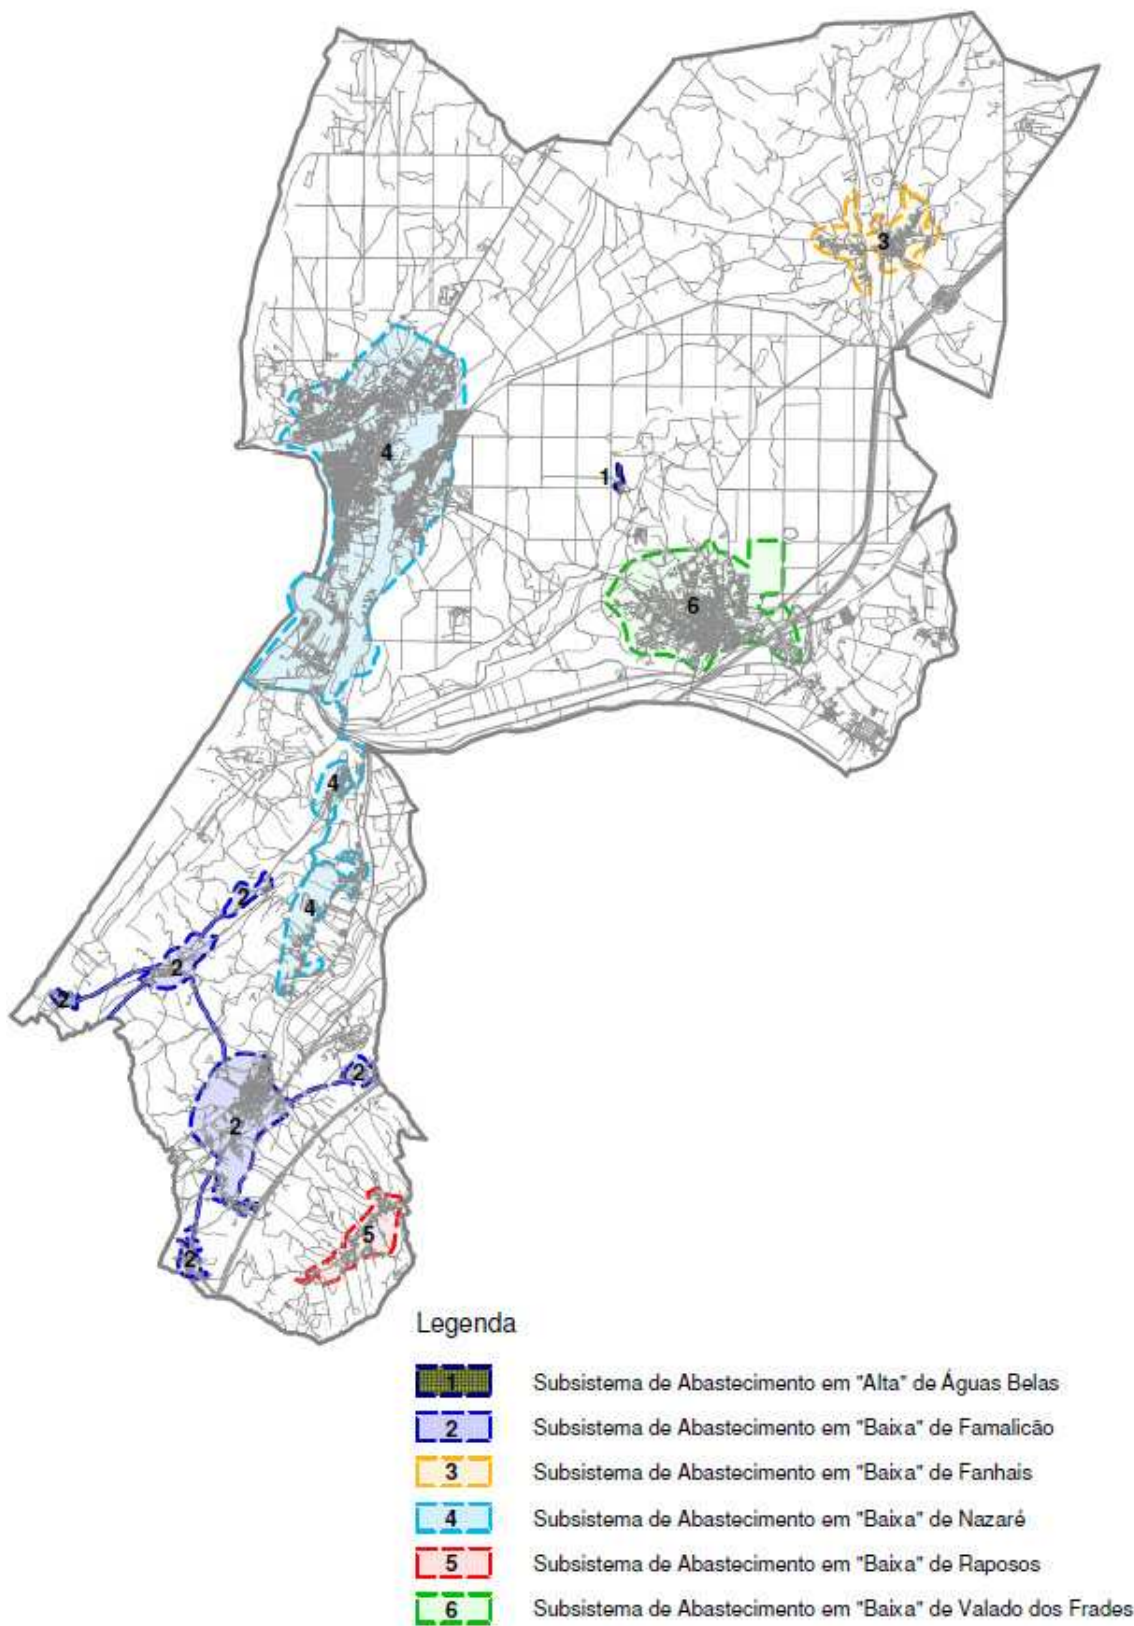 3
4
1
6
4
2
4
2
2
2
2
5
2
Legenda
1 Subsistema de Abastecimento em "Alta" de Águas Belas
2 Subsistema de Abastecimento em "Baixa" de Famalicão
3 Subsistema de Abastecimento em "Baixa" de Fanhais
4 Subsistema de Abastecimento em "Baixa" de Nazaré
5 Subsistema de Abastecimento em "Baixa" de Raposos
6 Subsistema de Abastecimento em "Baixa" de Valado dos Frades